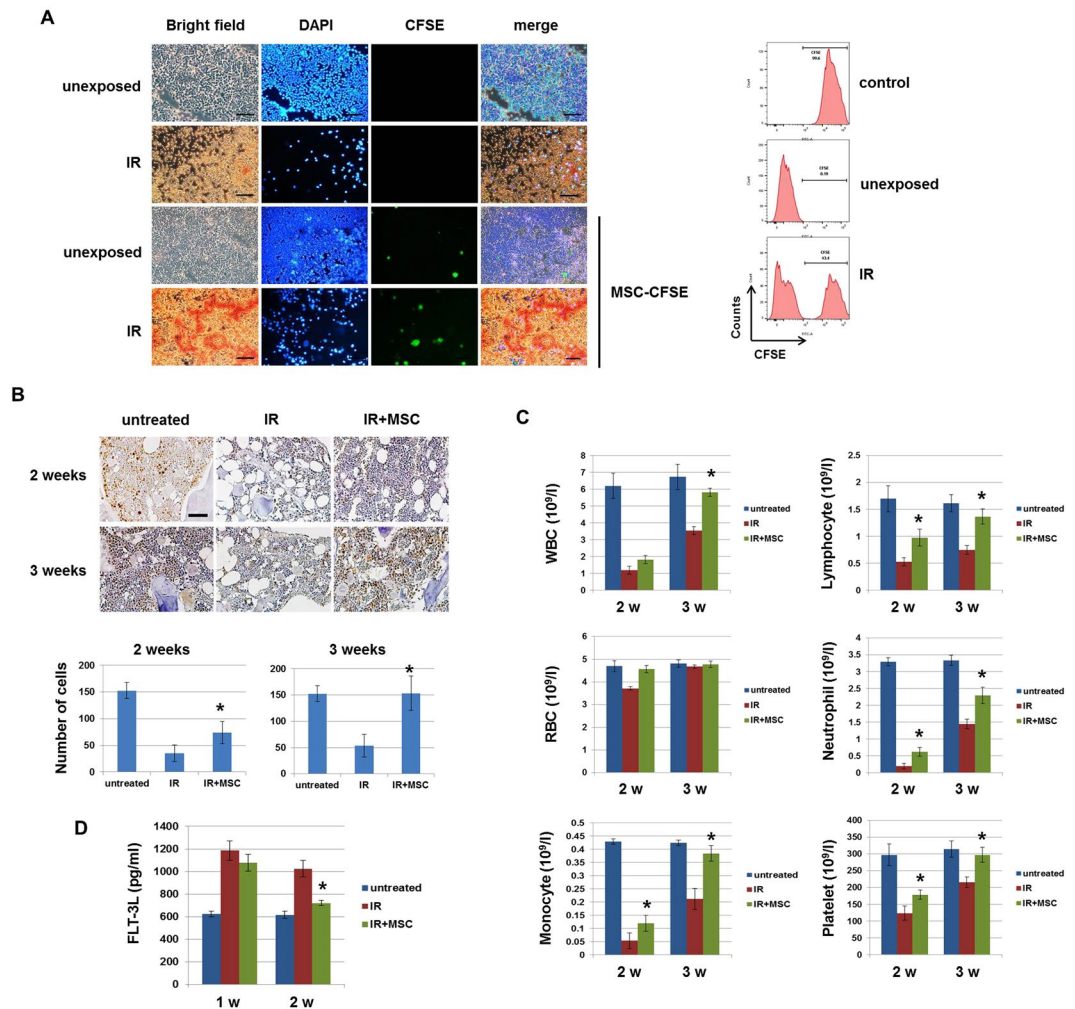 A
Bright field DAPI CFSE merge
unexposed
IR
unexposed
IR
MSC-CFSE
control
unexposed
IR
CFSE
CFSE
CFSE
Counts
CFSE
B
untreated IR IR+MSC
2 weeks
3 weeks
2 weeks
Number of cells
200
150
100
50
0
untreated IR IR+MSC
*
3 weeks
200
150
100
50
0
untreated IR IR+MSC
*
C
WBC (10⁹/l)
8
7
6
5
4
3
2
1
0
*
2 w 3 w
untreated
IR
IR+MSC
Lymphocyte (10⁹/l)
2.5
2
1.5
1
0.5
0
* *
2 w 3 w
untreated
IR
IR+MSC
RBC (10⁹/l)
6
5
4
3
2
1
0
2 w 3 w
untreated
IR
IR+MSC
Neutrophil (10⁹/l)
4
3.5
3
2.5
2
1.5
1
0.5
0
* *
2 w 3 w
untreated
IR
IR+MSC
Monocyte (10⁹/l)
0.5
0.45
0.4
0.35
0.3
0.25
0.2
0.15
0.1
0.05
0
* *
2 w 3 w
untreated
IR
IR+MSC
Platelet (10⁹/l)
400
350
300
250
200
150
100
50
0
* *
2 w 3 w
untreated
IR
IR+MSC
D
FLT-3L (pg/ml)
1400
1200
1000
800
600
400
200
0
*
1 w 2 w
untreated
IR
IR+MSC